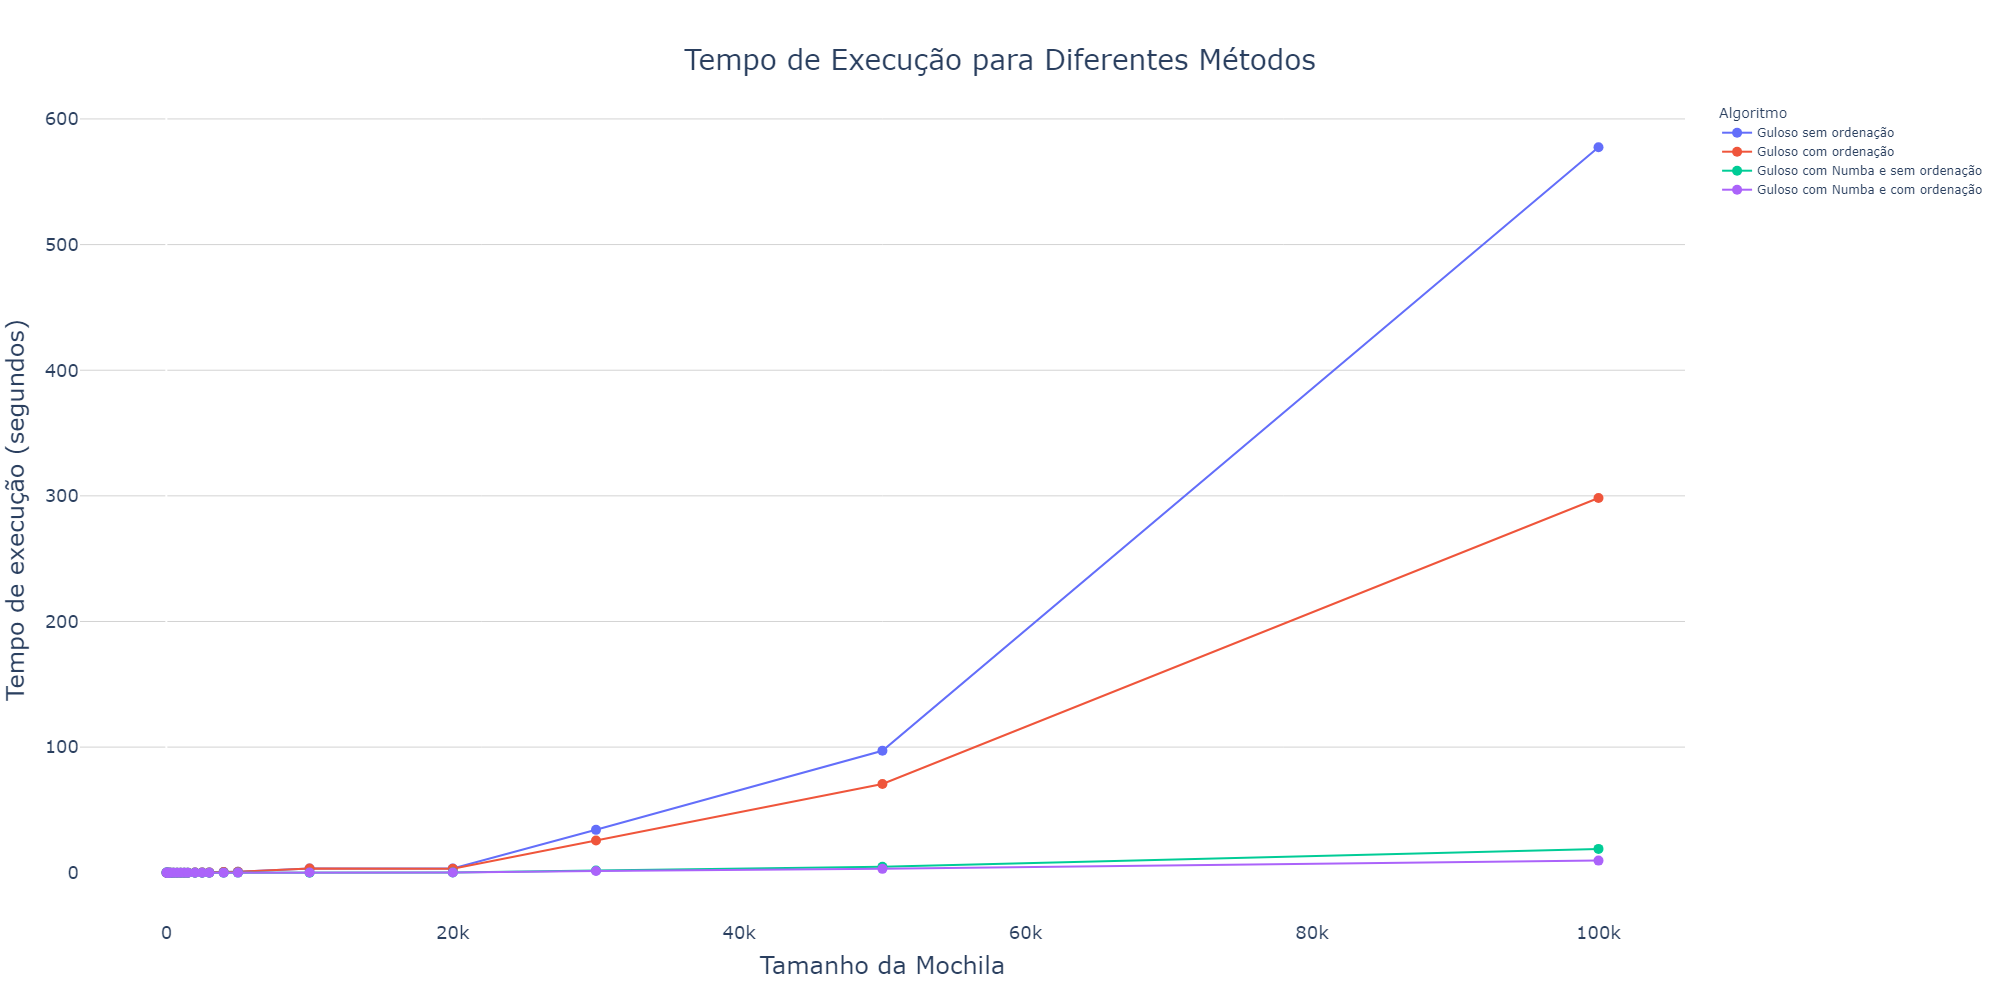 Tempo de Execução para Diferentes Métodos
Algoritmo
Guloso sem ordenação
Guloso com ordenação
Guloso com Numba e sem ordenação
Guloso com Numba e com ordenação
Tempo de execução (segundos)
600
500
400
300
200
100
0
0
20k
40k
60k
80k
100k
Tamanho da Mochila